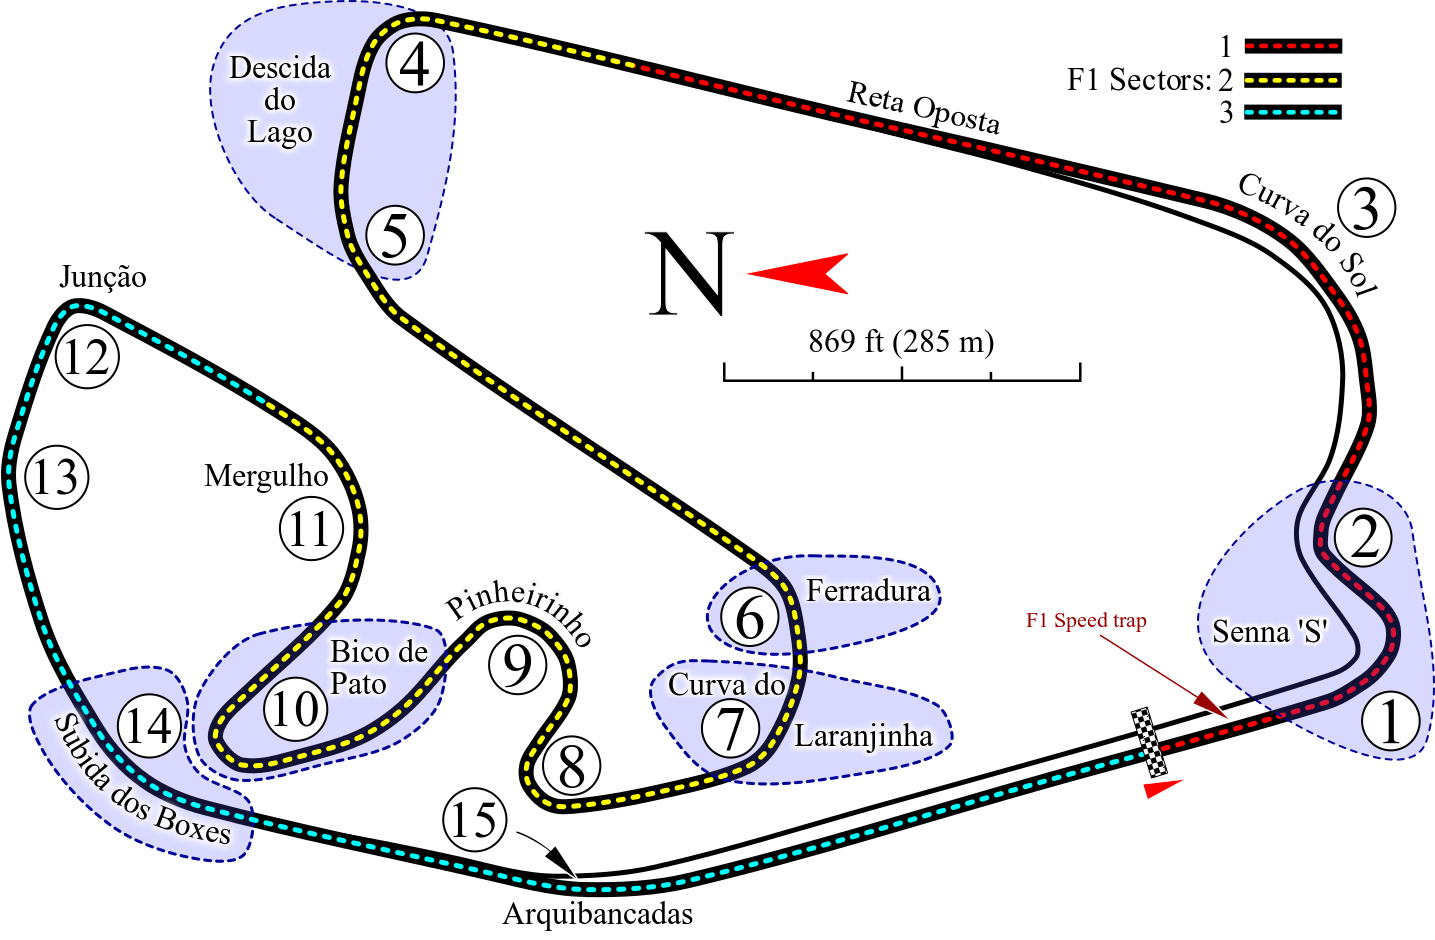 Descida
do
Lago
4
5
Reta Oposta
1
F1 Sectors: 2
3
Curva do Sol
3
N
869 ft (285 m)
Junção
12
13
Mergulho
11
Pinheirinho
9
Bico de
Pato
10
6
Ferradura
Curva do
7
Laranjinha
8
2
Senna 'S'
1
F1 Speed trap
14
Subida dos Boxes
15
Arquibancadas